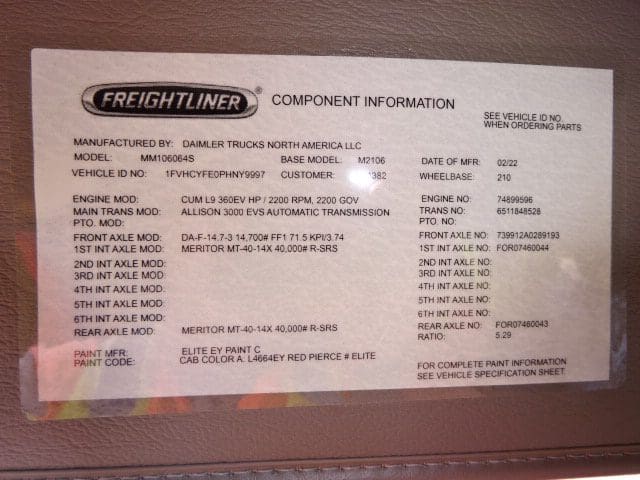 FREIGHTLINER® COMPONENT INFORMATION
SEE VEHICLE ID NO.
WHEN ORDERING PARTS
MANUFACTURED BY: DAIMLER TRUCKS NORTH AMERICA LLC
MODEL: MM106064S BASE MODEL: M2106 DATE OF MFR: 02/22
VEHICLE ID NO: 1FVHCYFE0PHNY9997 CUSTOMER: 4382 WHEELBASE: 210
ENGINE MOD: CUM L9 360EV HP / 2200 RPM, 2200 GOV ENGINE NO: 74899596
MAIN TRANS MOD: ALLISON 3000 EVS AUTOMATIC TRANSMISSION TRANS NO: 6511848528
PTO. MOD: PTO. NO:
FRONT AXLE MOD: DA-F-14.7-3 14,700# FF1 71.5 KPI/3.74 FRONT AXLE NO: 739912A0289193
1ST INT AXLE MOD: MERITOR MT-40-14X 40,000# R-SRS 1ST INT AXLE NO: FOR07460044
2ND INT AXLE MOD: 2ND INT AXLE NO:
3RD INT AXLE MOD: 3RD INT AXLE NO:
4TH INT AXLE MOD: 4TH INT AXLE NO:
5TH INT AXLE MOD: 5TH INT AXLE NO:
6TH INT AXLE MOD: 6TH INT AXLE NO:
REAR AXLE MOD: MERITOR MT-40-14X 40,000# R-SRS REAR AXLE NO: FOR07460043
RATIO: 5.29
PAINT MFR: ELITE EY PAINT C
PAINT CODE: CAB COLOR A: L4664EY RED PIERCE # ELITE
FOR COMPLETE PAINT INFORMATION
SEE VEHICLE SPECIFICATION SHEET